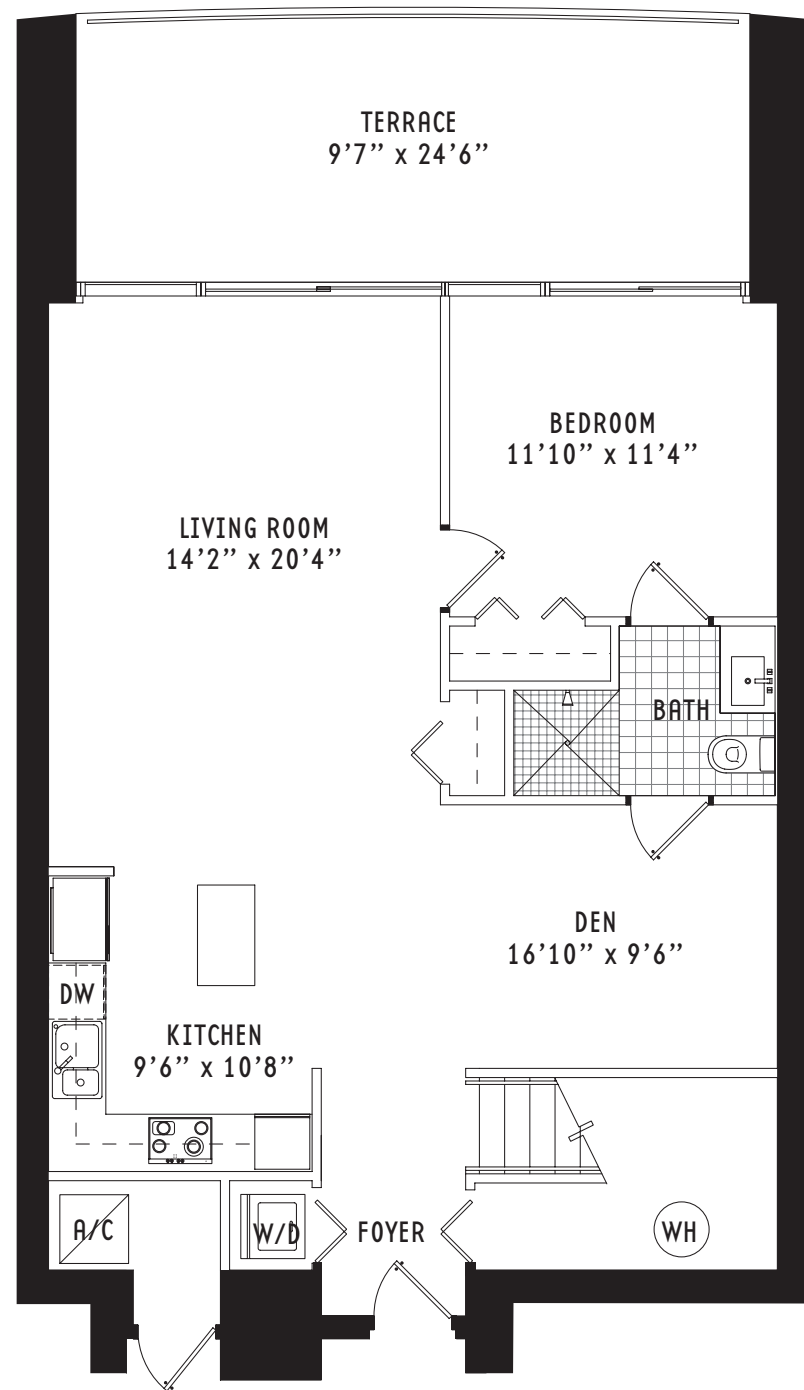 TERRACE
9’7” x 24’6”
BEDROOM
11’10” x 11’4”
LIVING ROOM
14’2” x 20’4”
BATH
DEN
16’10” x 9’6”
DW
KITCHEN
9’6” x 10’8”
A/C
W/D
FOYER
WH